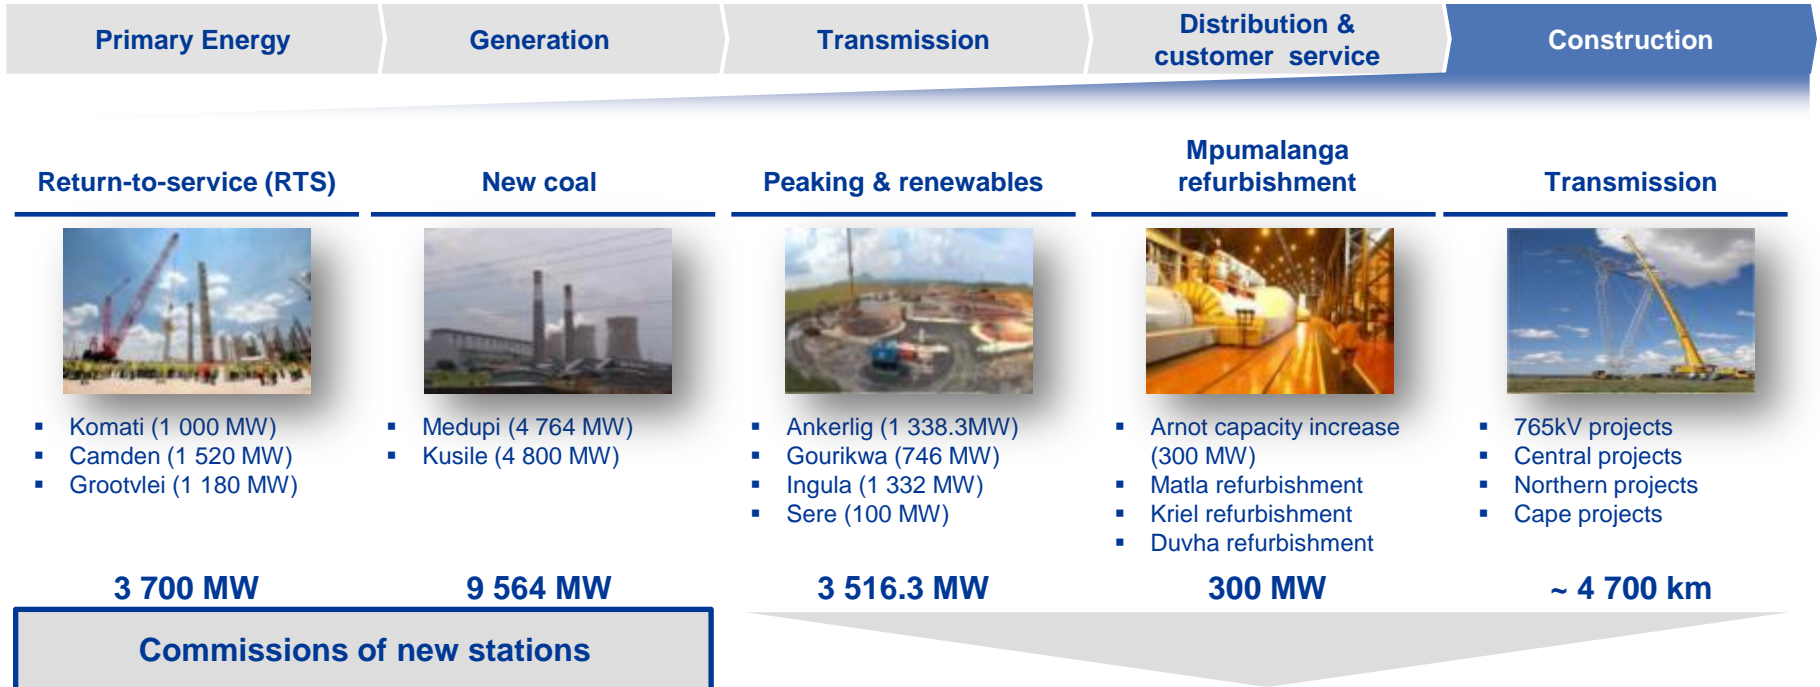 Primary Energy
Generation
Transmission
Distribution &
customer service
Construction
Return-to-service (RTS)
New coal
Peaking & renewables
Mpumalanga
refurbishment
Transmission
▪ Komati (1 000 MW)
▪ Camden (1 520 MW)
▪ Grootvlei (1 180 MW)
▪ Medupi (4 764 MW)
▪ Kusile (4 800 MW)
▪ Ankerlig (1 338.3MW)
▪ Gourikwa (746 MW)
▪ Ingula (1 332 MW)
▪ Sere (100 MW)
▪ Arnot capacity increase
(300 MW)
▪ Matla refurbishment
▪ Kriel refurbishment
▪ Duvha refurbishment
▪ 765kV projects
▪ Central projects
▪ Northern projects
▪ Cape projects
3 700 MW
9 564 MW
3 516.3 MW
300 MW
~ 4 700 km
Commissions of new stations